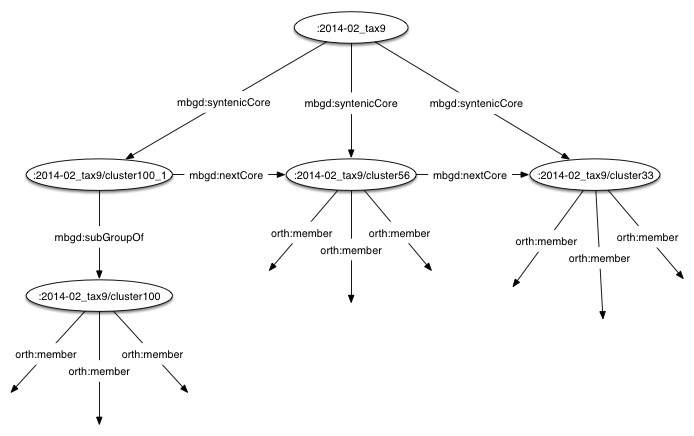 :2014-02_tax9
mbgd:syntenicCore
mbgd:syntenicCore
mbgd:syntenicCore
:2014-02_tax9/cluster100_1
mbgd:nextCore
:2014-02_tax9/cluster56
mbgd:nextCore
:2014-02_tax9/cluster33
mbgd:subGroupOf
orth:member
orth:member
orth:member
orth:member
orth:member
orth:member
:2014-02_tax9/cluster100
orth:member
orth:member
orth:member